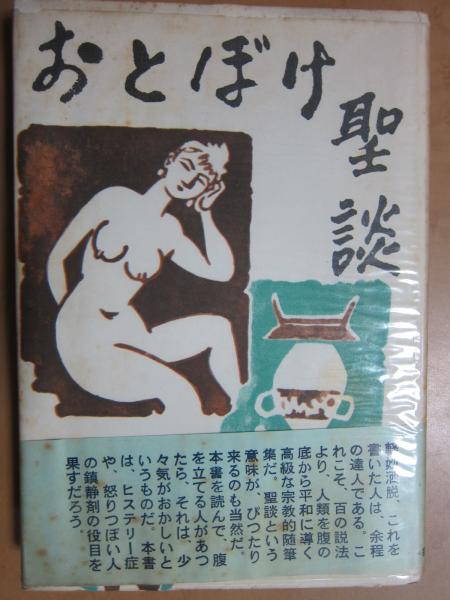 おとぼけ
聖談
軽妙洒脱、これを
書いた人は、余程
の達人である。こ
れこそ、百の説法
より、人類を腹の
底から平和に導く
高級な宗教的随筆
集だ。聖談という
意味が、ぴつたり
来るのも当然だ。
本書を読んで、腹
を立てる人があつ
たら、それは、少
々気がおかしいと
いうものだ。本書
は、ヒステリー症
や、怒りつぽい人
の鎮静剤の役目を
果すだろう。